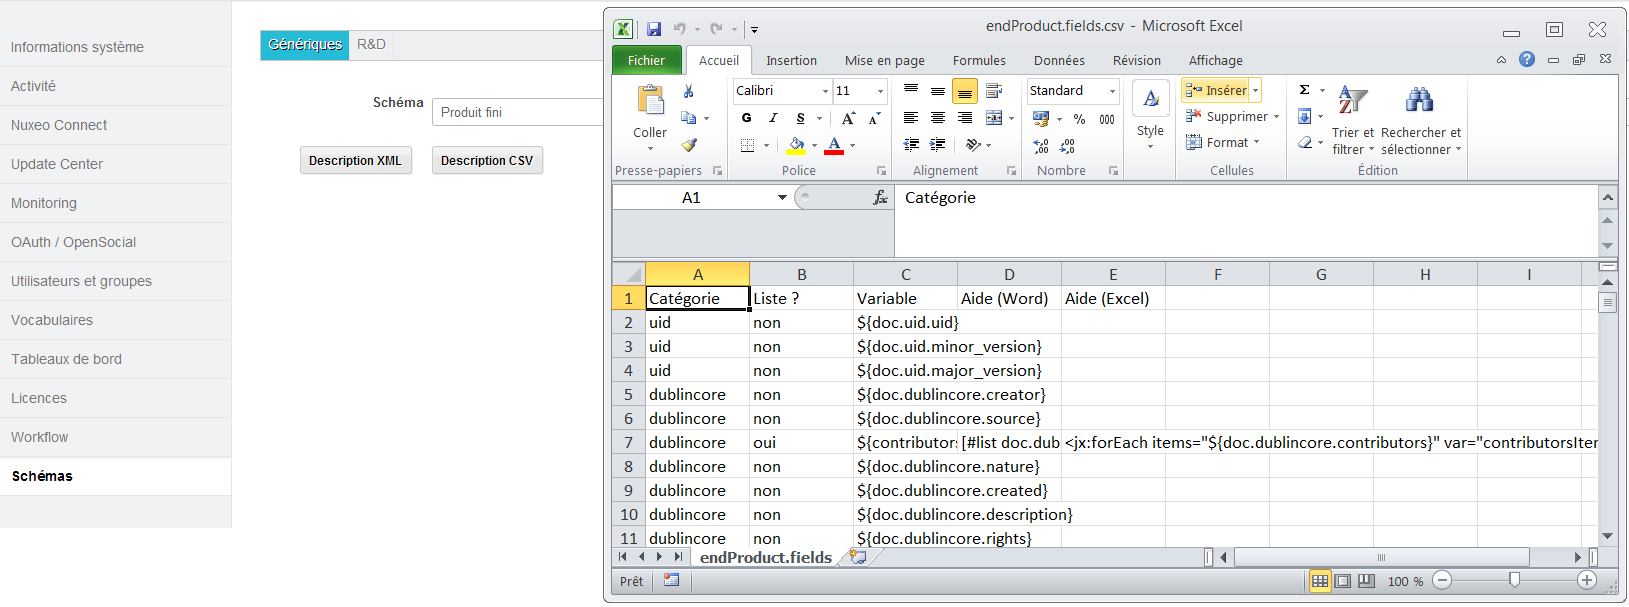 Informations système
Activité
Nuxeo Connect
Update Center
Monitoring
OAuth / OpenSocial
Utilisateurs et groupes
Vocabulaires
Tableaux de bord
Licences
Workflow
Schémas
Génériques R&D
Schéma Produit fini
Description XML Description CSV
endProduct.fields.csv - Microsoft Excel
Fichier Accueil Insertion Mise en page Formules Données Révision Affichage
Coller
Presse-papiers
Calibri 11
G I S
Police
Alignement
Standard
% 000
Nombre
Style
Insérer
Supprimer
Format
Cellules
Trier et filtrer
Rechercher et sélectionner
Édition
A1 fx Catégorie
A B C D E F G H I
1 Catégorie Liste ? Variable Aide (Word) Aide (Excel)
2 uid non ${doc.uid.uid}
3 uid non ${doc.uid.minor_version}
4 uid non ${doc.uid.major_version}
5 dublincore non ${doc.dublincore.creator}
6 dublincore non ${doc.dublincore.source}
7 dublincore oui ${contributors [#list doc.dub <jx:forEach items="${doc.dublincore.contributors}" var="contributorsIter
8 dublincore non ${doc.dublincore.nature}
9 dublincore non ${doc.dublincore.created}
10 dublincore non ${doc.dublincore.description}
11 dublincore non ${doc.dublincore.rights}
endProduct.fields
Prêt 100 %